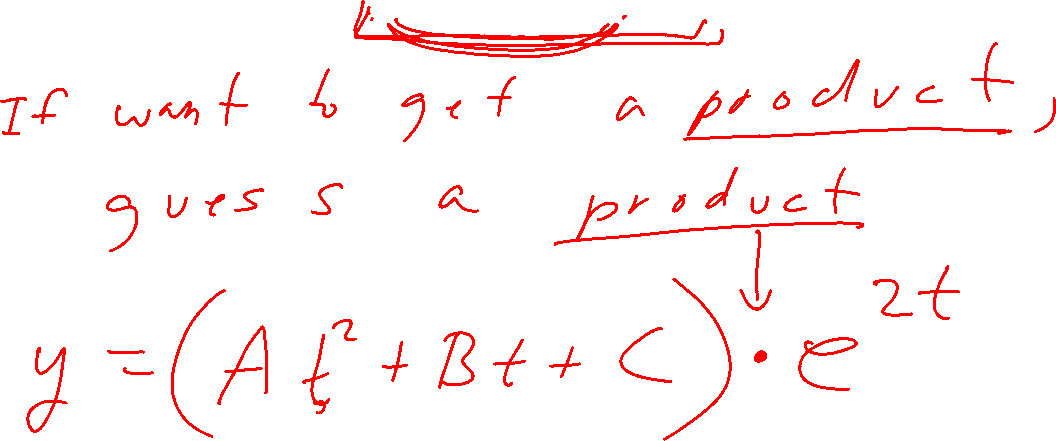 If want to get a product,
guess a product
y = (At² + Bt + C) · e^{2t}